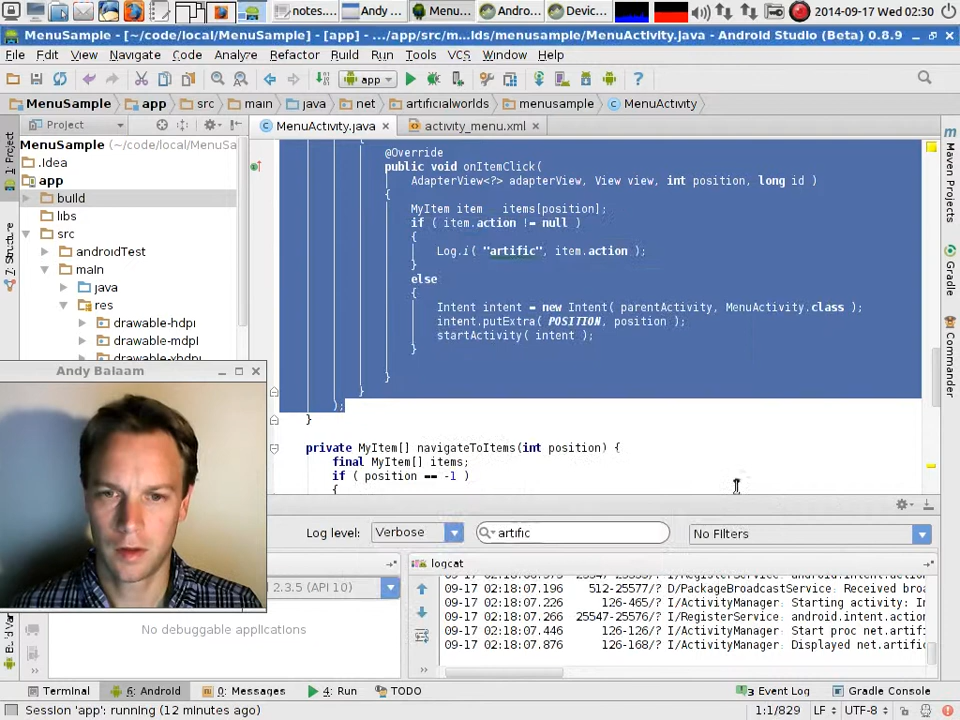 notes....
Andy ...
Menu...
Androi...
Artific...
Devic...
2014-09-17 Wed 02:30
MenuSample - [~/code/local/MenuSample] - [app] - .../app/src/m...lds/menusample/MenuActivity.java - Android Studio (Beta) 0.8.9
File Edit View Navigate Code Analyze Refactor Build Run Tools VCS Window Help
app
MenuSample app src main java net artificialworlds menusample MenuActivity
Project
MenuActivity.java
activity_menu.xml
1: Project
7: Structure
Maven Projects
Gradle
Commander
MenuSample (~/code/local/MenuSa
.idea
app
build
libs
src
androidTest
main
java
res
drawable-hdpi
drawable-mdpi
drawable-xhdpi
@Override
public void onItemClick(
AdapterView<?> adapterView, View view, int position, long id )
{
MyItem item   items[position];
if ( item.action != null )
{
Log.i( "artific", item.action );
}
else
{
Intent intent = new Intent( parentActivity, MenuActivity.class );
intent.putExtra( POSITION, position );
startActivity( intent );
}
}
}
);
}
private MyItem[] navigateToItems(int position) {
final MyItem[] items;
if ( position == -1 )
{
Andy Balaam
Log level:
Verbose
artific
No Filters
2.3.5 (API 10)
No debuggable applications
logcat
09-17 02:18:07.196 512-25577/? D/PackageBroadcastService: Received broa
09-17 02:18:07.226 126-465/? I/ActivityManager: Starting activity: In
09-17 02:18:07.266 25547-25576/? I/RegisterService: android.intent.action
09-17 02:18:07.446 126-126/? I/ActivityManager: Start proc net.artifi
09-17 02:18:07.876 126-168/? I/ActivityManager: Displayed net.artific
Terminal
6: Android
0: Messages
4: Run
TODO
3 Event Log
Gradle Console
Session 'app': running (12 minutes ago)
1:1/829
LF
UTF-8